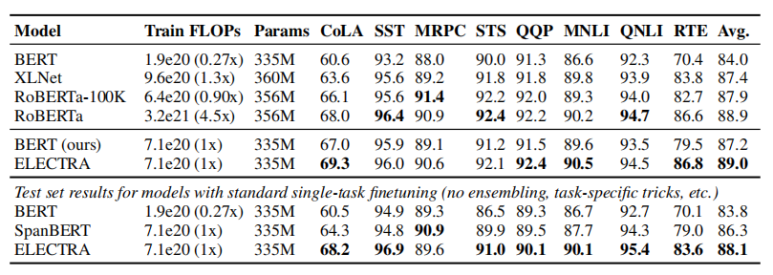 Model Train FLOPs Params CoLA SST MRPC STS QQP MNLI QNLI RTE Avg.
BERT 1.9e20 (0.27x) 335M 60.6 93.2 88.0 90.0 91.3 86.6 92.3 70.4 84.0
XLNet 9.6e20 (1.3x) 360M 63.6 95.6 89.2 91.8 91.8 89.8 93.9 83.8 87.4
RoBERTa-100K 6.4e20 (0.90x) 356M 66.1 95.6 91.4 92.2 92.0 89.3 94.0 82.7 87.9
RoBERTa 3.2e21 (4.5x) 356M 68.0 96.4 90.9 92.4 92.2 90.2 94.7 86.6 88.9
BERT (ours) 7.1e20 (1x) 335M 67.0 95.9 89.1 91.2 91.5 89.6 93.5 79.5 87.2
ELECTRA 7.1e20 (1x) 335M 69.3 96.0 90.6 92.1 92.4 90.5 94.5 86.8 89.0
Test set results for models with standard single-task finetuning (no ensembling, task-specific tricks, etc.)
BERT 1.9e20 (0.27x) 335M 60.5 94.9 89.3 86.5 89.3 86.7 92.7 70.1 83.8
SpanBERT 7.1e20 (1x) 335M 64.3 94.8 90.9 89.9 89.5 87.7 94.3 79.0 86.3
ELECTRA 7.1e20 (1x) 335M 68.2 96.9 89.6 91.0 90.1 90.1 95.4 83.6 88.1